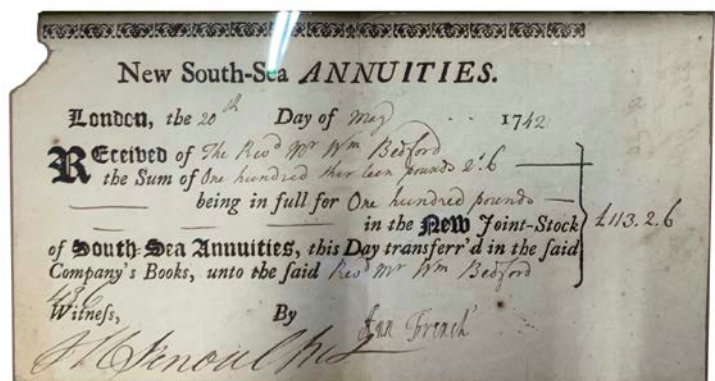 New South-Sea ANNUITIES.
London, the 20th Day of May 1742
REceived of The Revd Mr Wm Bedford
the Sum of One hundred thirteen pounds 2s. 6
being in full for One hundred pounds
in the New Joint-Stock
£113.2.6
of South-Sea Annuities, this Day transferr'd in the said
Company's Books, unto the said Revd Mr Wm Bedford
Witneſs, By Ann French